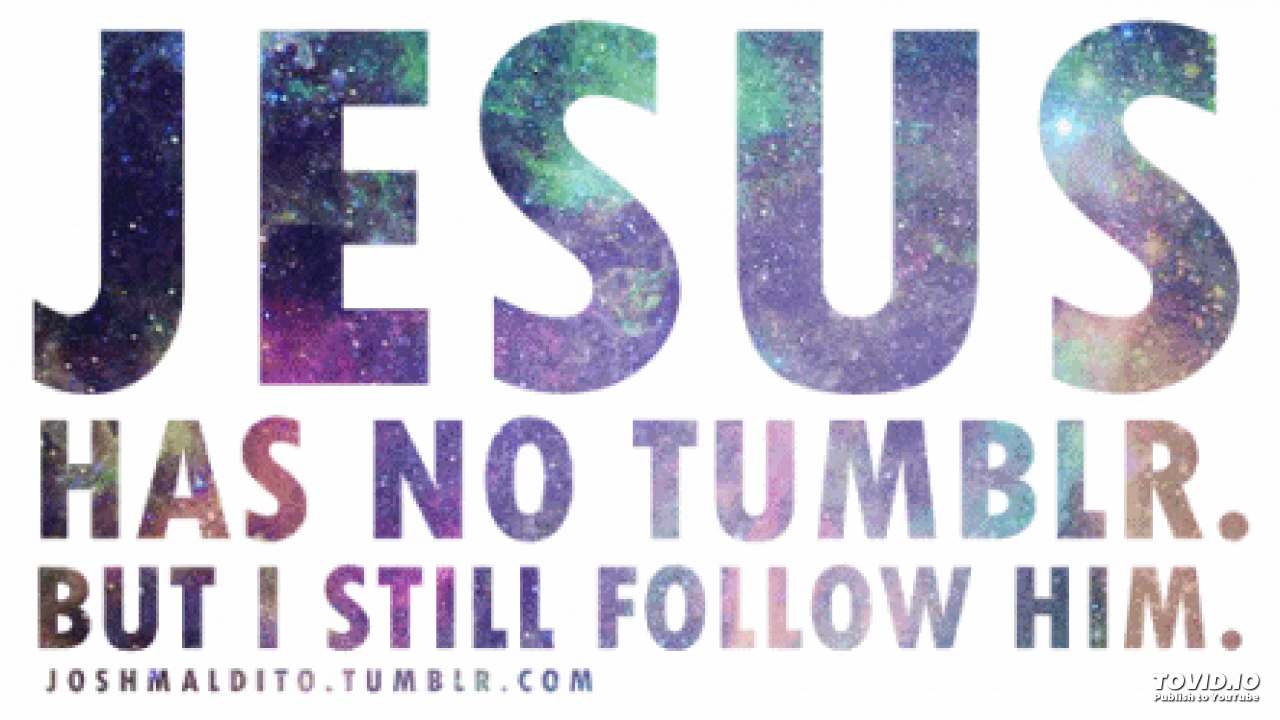 JESUS
HAS NO TUMBLR.
BUT I STILL FOLLOW HIM.
JOSHMALDITO.TUMBLR.COM
TOVID.IO
Publish to YouTube